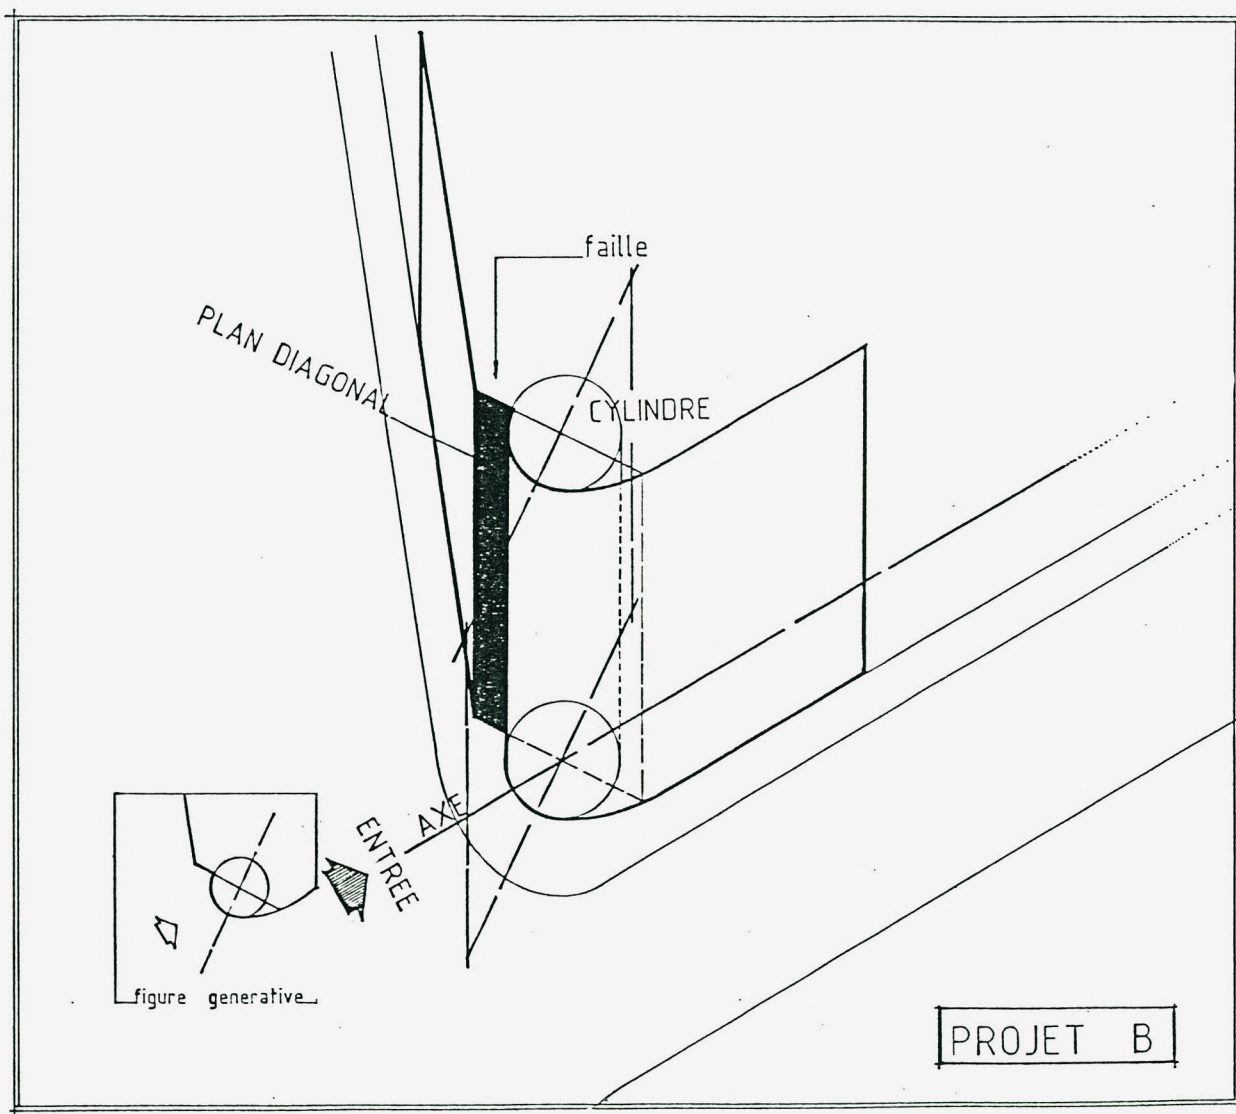 faille
PLAN DIAGONAL
CYLINDRE
AXE
ENTREE
figure generative
PROJET B